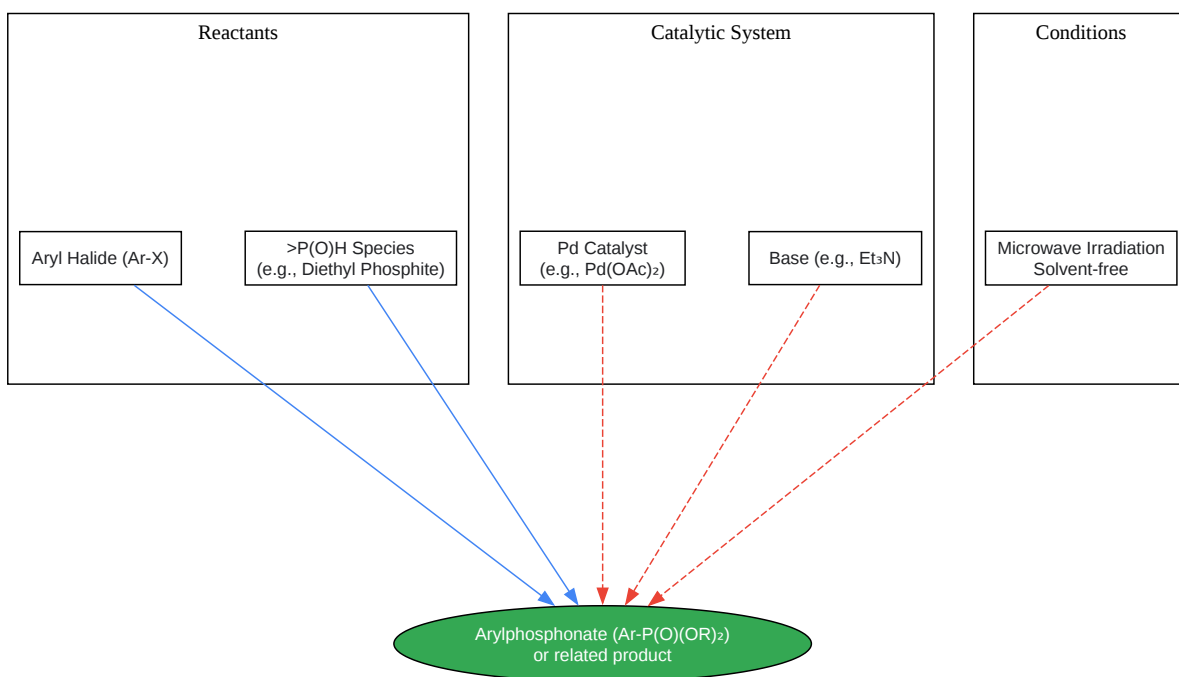 Reactants
Catalytic System
Conditions
Aryl Halide (Ar-X)
>P(O)H Species
(e.g., Diethyl Phosphite)
Pd Catalyst
(e.g., Pd(OAc)₂)
Base (e.g., Et₃N)
Microwave Irradiation
Solvent-free
Arylphosphonate (Ar-P(O)(OR)₂)
or related product